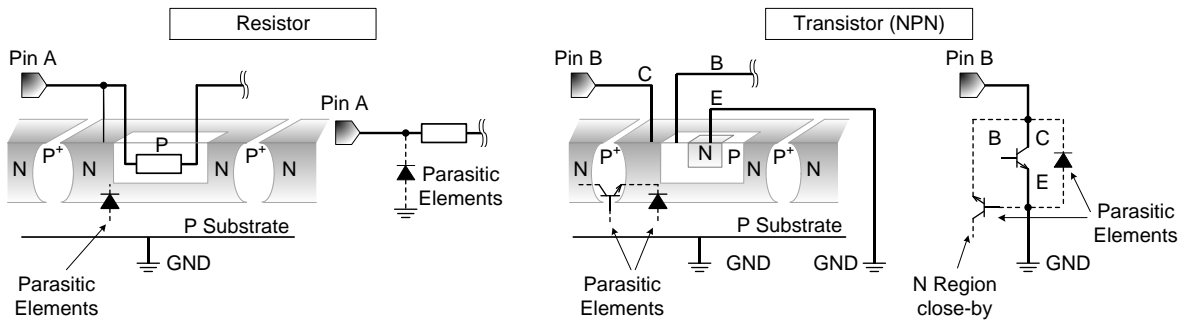 Resistor
Transistor (NPN)
Pin A
Pin B
C
B
E
Pin B
Pin A
N
P+
N
P
P+
N
N
P+
N
N
P
P+
N
B
C
E
Parasitic
Elements
P Substrate
GND
Parasitic
Elements
P Substrate
GND
GND
Parasitic
Elements
Parasitic
Elements
N Region
close-by